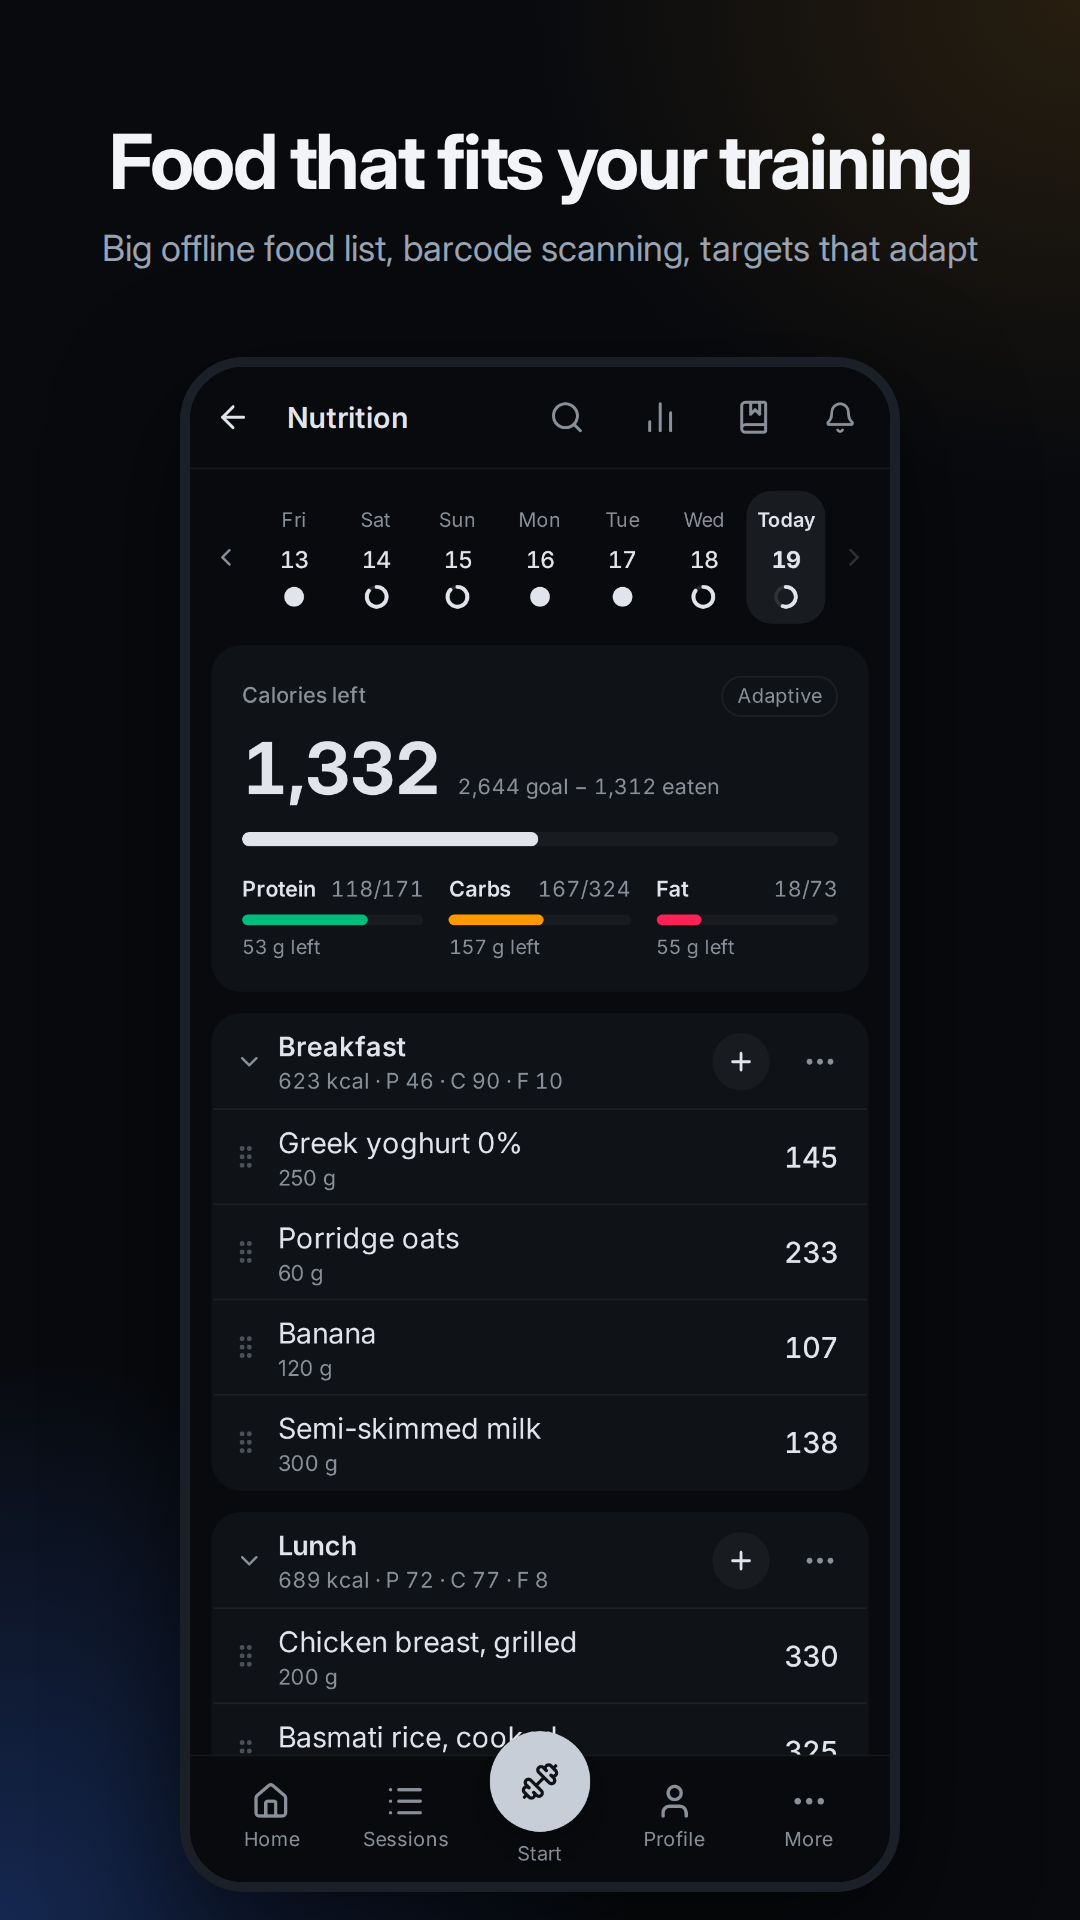 Food that fits your training
Big offline food list, barcode scanning, targets that adapt
Nutrition
Fri Sat Sun Mon Tue Wed Today
13 14 15 16 17 18 19
Calories left Adaptive
1,332 2,644 goal – 1,312 eaten
Protein 118/171 Carbs 167/324 Fat 18/73
53 g left 157 g left 55 g left
Breakfast
623 kcal · P 46 · C 90 · F 10
Greek yoghurt 0% 145
250 g
Porridge oats 233
60 g
Banana 107
120 g
Semi-skimmed milk 138
300 g
Lunch
689 kcal · P 72 · C 77 · F 8
Chicken breast, grilled 330
200 g
Basmati rice, cooked 325
Home Sessions Start Profile More